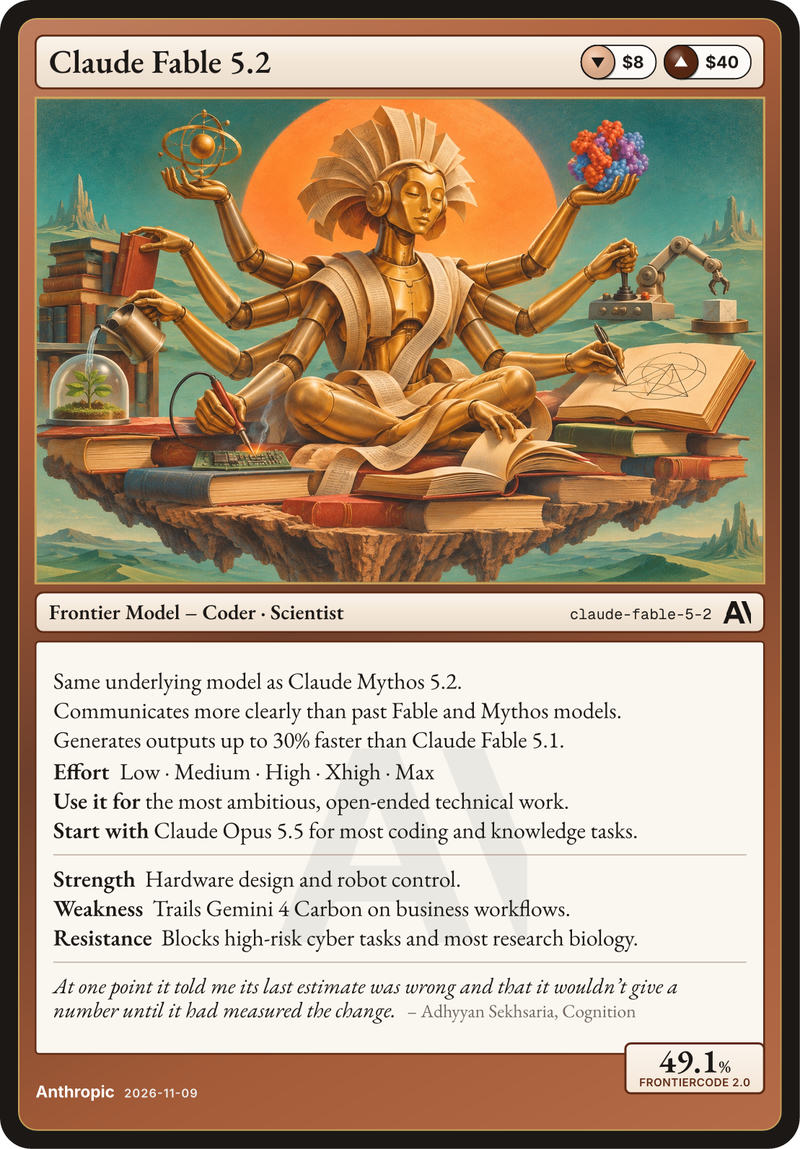 Claude Fable 5.2
▼ $8 ▲ $40
Frontier Model – Coder · Scientist
claude-fable-5-2
Same underlying model as Claude Mythos 5.2.
Communicates more clearly than past Fable and Mythos models.
Generates outputs up to 30% faster than Claude Fable 5.1.
Effort Low · Medium · High · Xhigh · Max
Use it for the most ambitious, open-ended technical work.
Start with Claude Opus 5.5 for most coding and knowledge tasks.
Strength Hardware design and robot control.
Weakness Trails Gemini 4 Carbon on business workflows.
Resistance Blocks high-risk cyber tasks and most research biology.
At one point it told me its last estimate was wrong and that it wouldn’t give a
number until it had measured the change. – Adhyyan Sekhsaria, Cognition
49.1%
FRONTIERCODE 2.0
Anthropic 2026-11-09